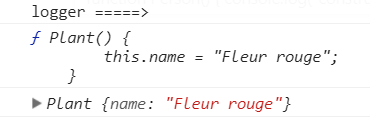 logger =====>
ƒ Plant() {
this.name = "Fleur rouge";
}
▶Plant {name: "Fleur rouge"}